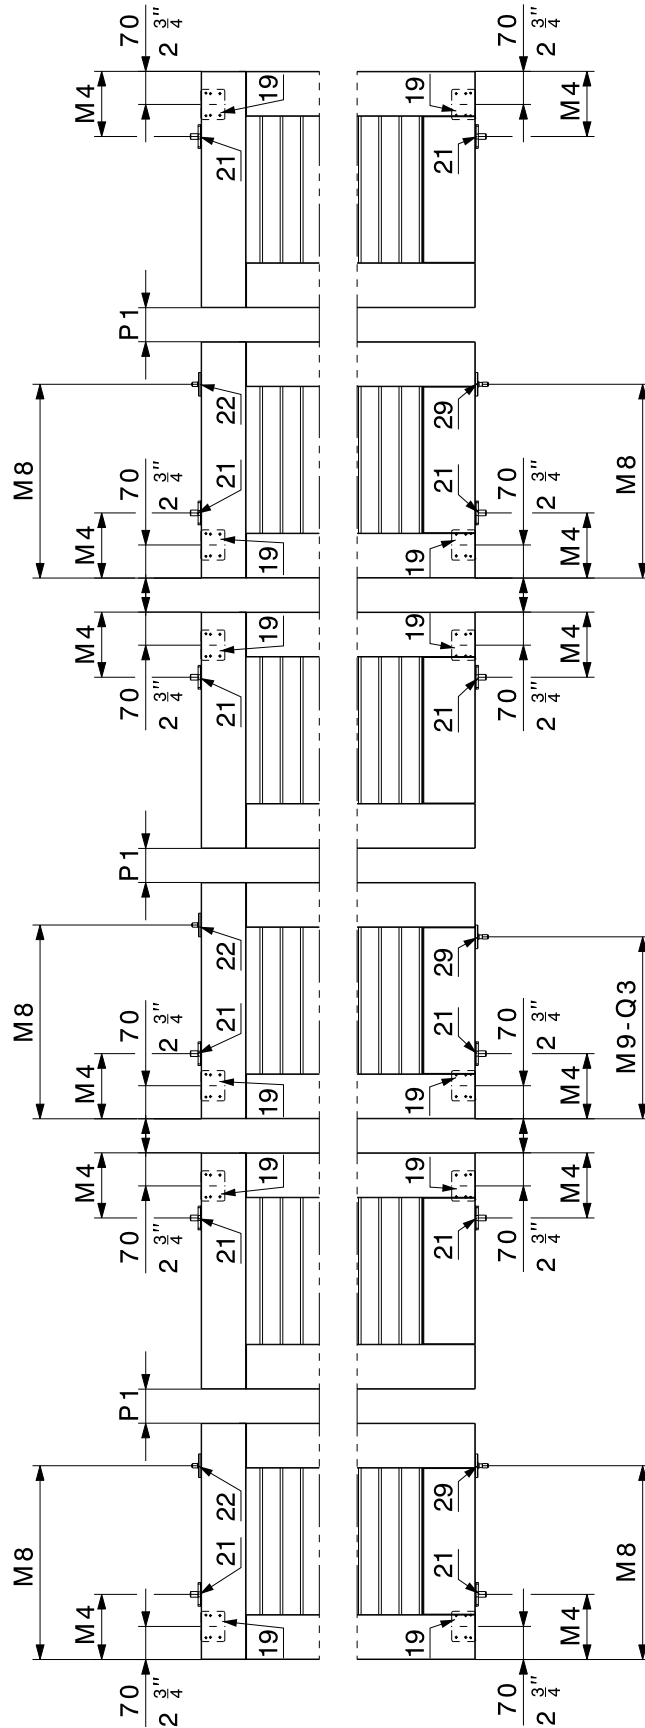 M8 M8 M8
M4 M4 M4 M4 M4 M4
70 P1 70 70 P1 70 70 P1 70
2 3/4" 2 3/4" 2 3/4" 2 3/4" 2 3/4" 2 3/4"
21 22 21 21 22 21 21 22 21
19 19 19 19 19 19
19 19 19 19 19 19
21 29 21 21 29 21 21 29 21
70 70 70 70 70 70
2 3/4" 2 3/4" 2 3/4" 2 3/4" 2 3/4" 2 3/4"
M4 M4 M4 M4 M4 M4
M8 M9-Q3 M8